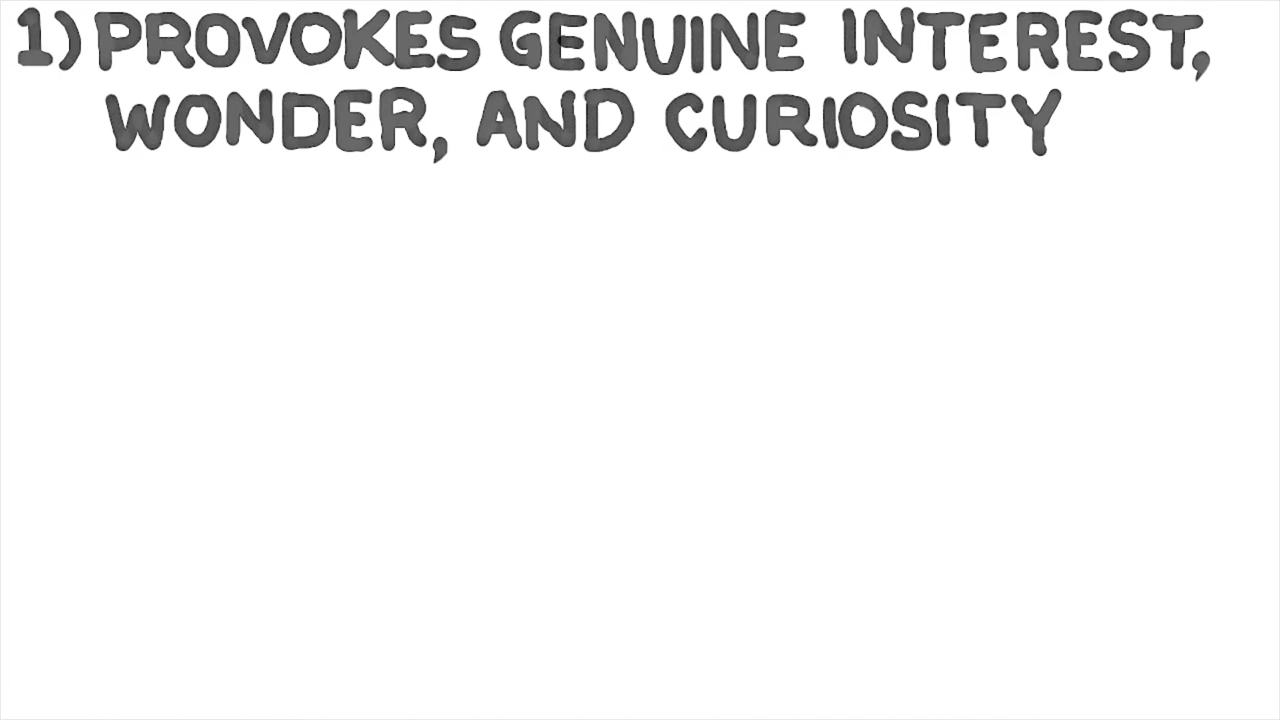 1) PROVOKES GENUINE INTEREST,
WONDER, AND CURIOSITY